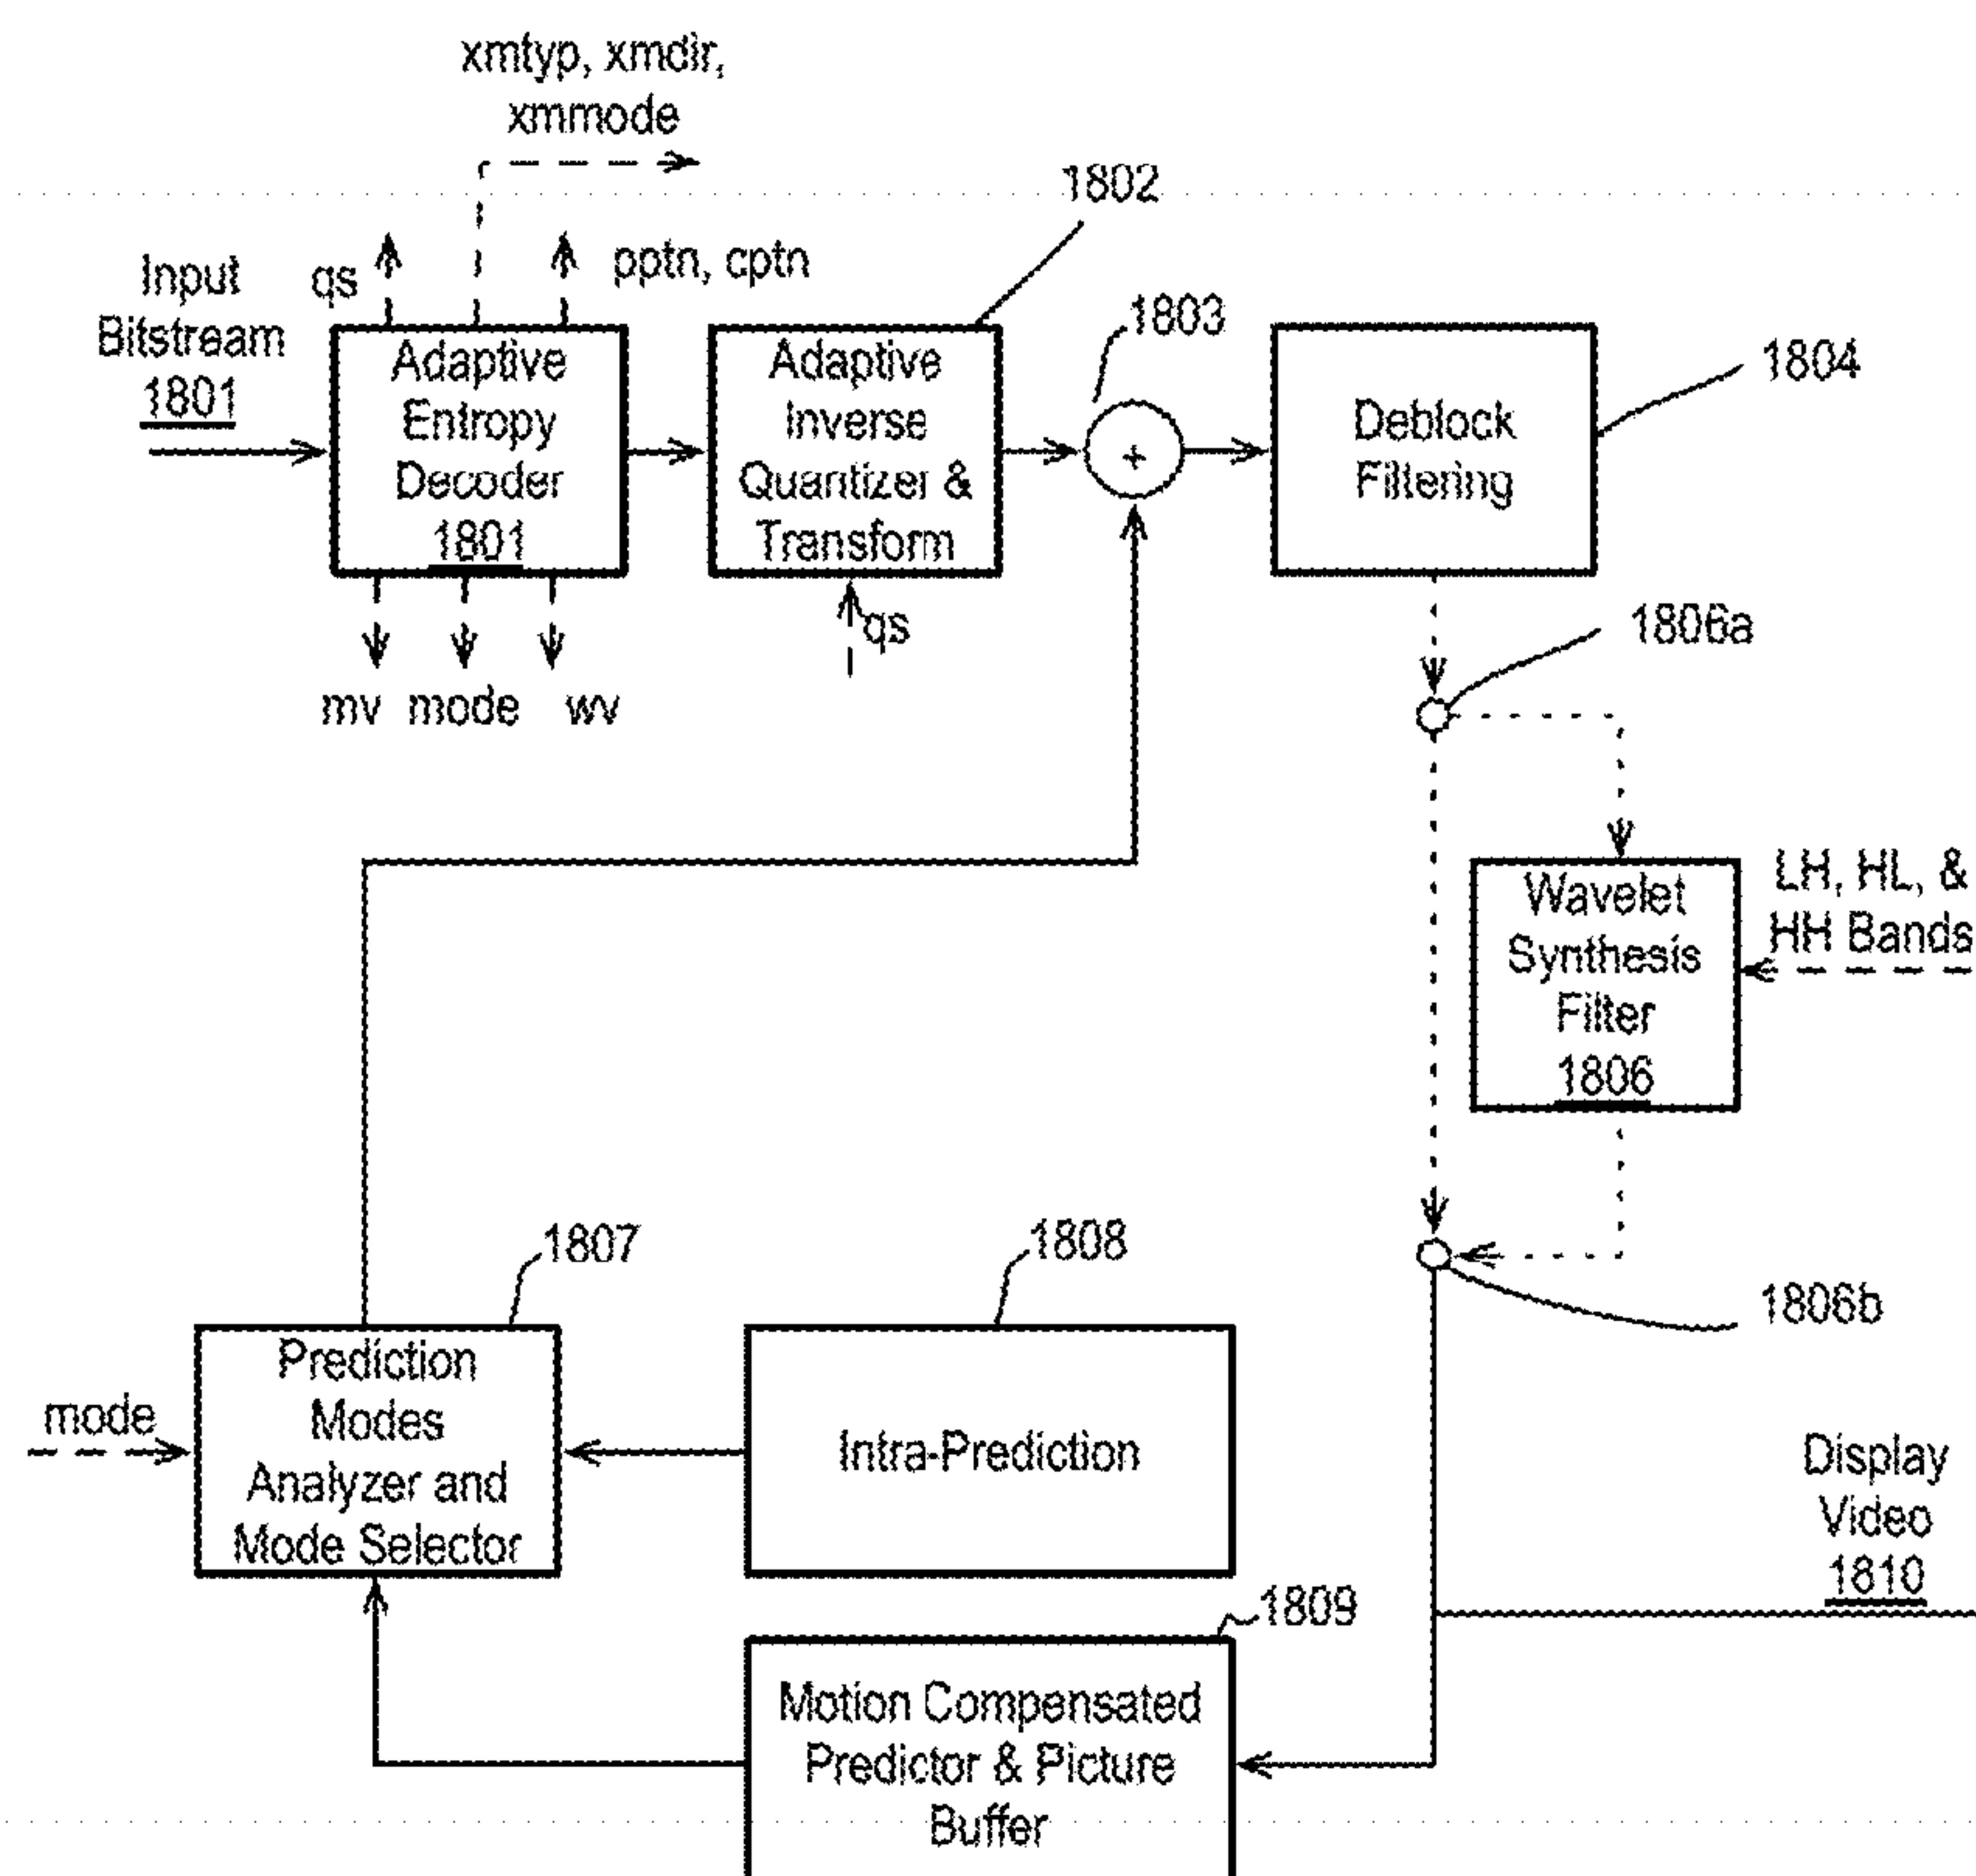 xmtyp, xmdir,
xmmode
1802
Input
Bitstream
1801
qs
pptn, cptn
1803
Adaptive
Entropy
Decoder
1801
Adaptive
Inverse
Quantizer &
Transform
Deblock
Filtering
1804
qs
mv mode wv
1806a
Wavelet
Synthesis
Filter
1806
LH, HL, &
HH Bands
1807
1808
1806b
Prediction
Modes
Analyzer and
Mode Selector
mode
Intra-Prediction
Display
Video
1810
1809
Motion Compensated
Predictor & Picture
Buffer
+